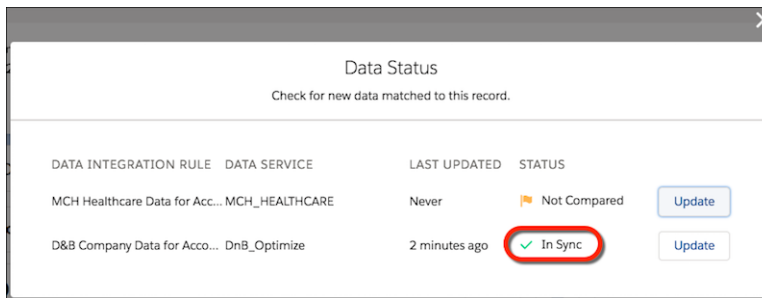 Data Status
Check for new data matched to this record.
DATA INTEGRATION RULE DATA SERVICE LAST UPDATED STATUS
MCH Healthcare Data for Acc... MCH_HEALTHCARE Never Not Compared Update
D&B Company Data for Acco... DnB_Optimize 2 minutes ago In Sync Update